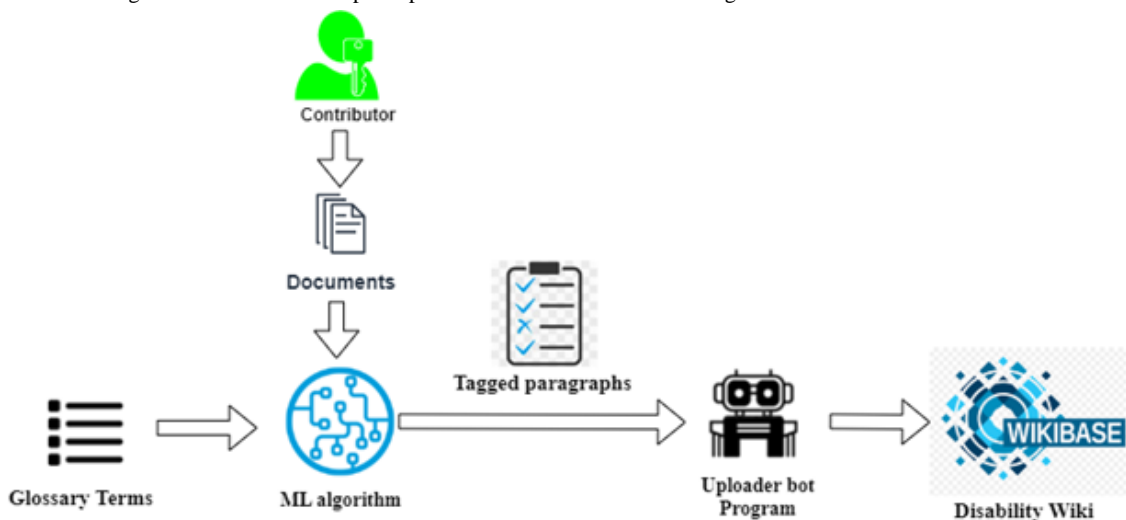 Contributor
Documents
Tagged paragraphs
WIKIBASE
Glossary Terms
ML algorithm
Uploader bot
Program
Disability Wiki